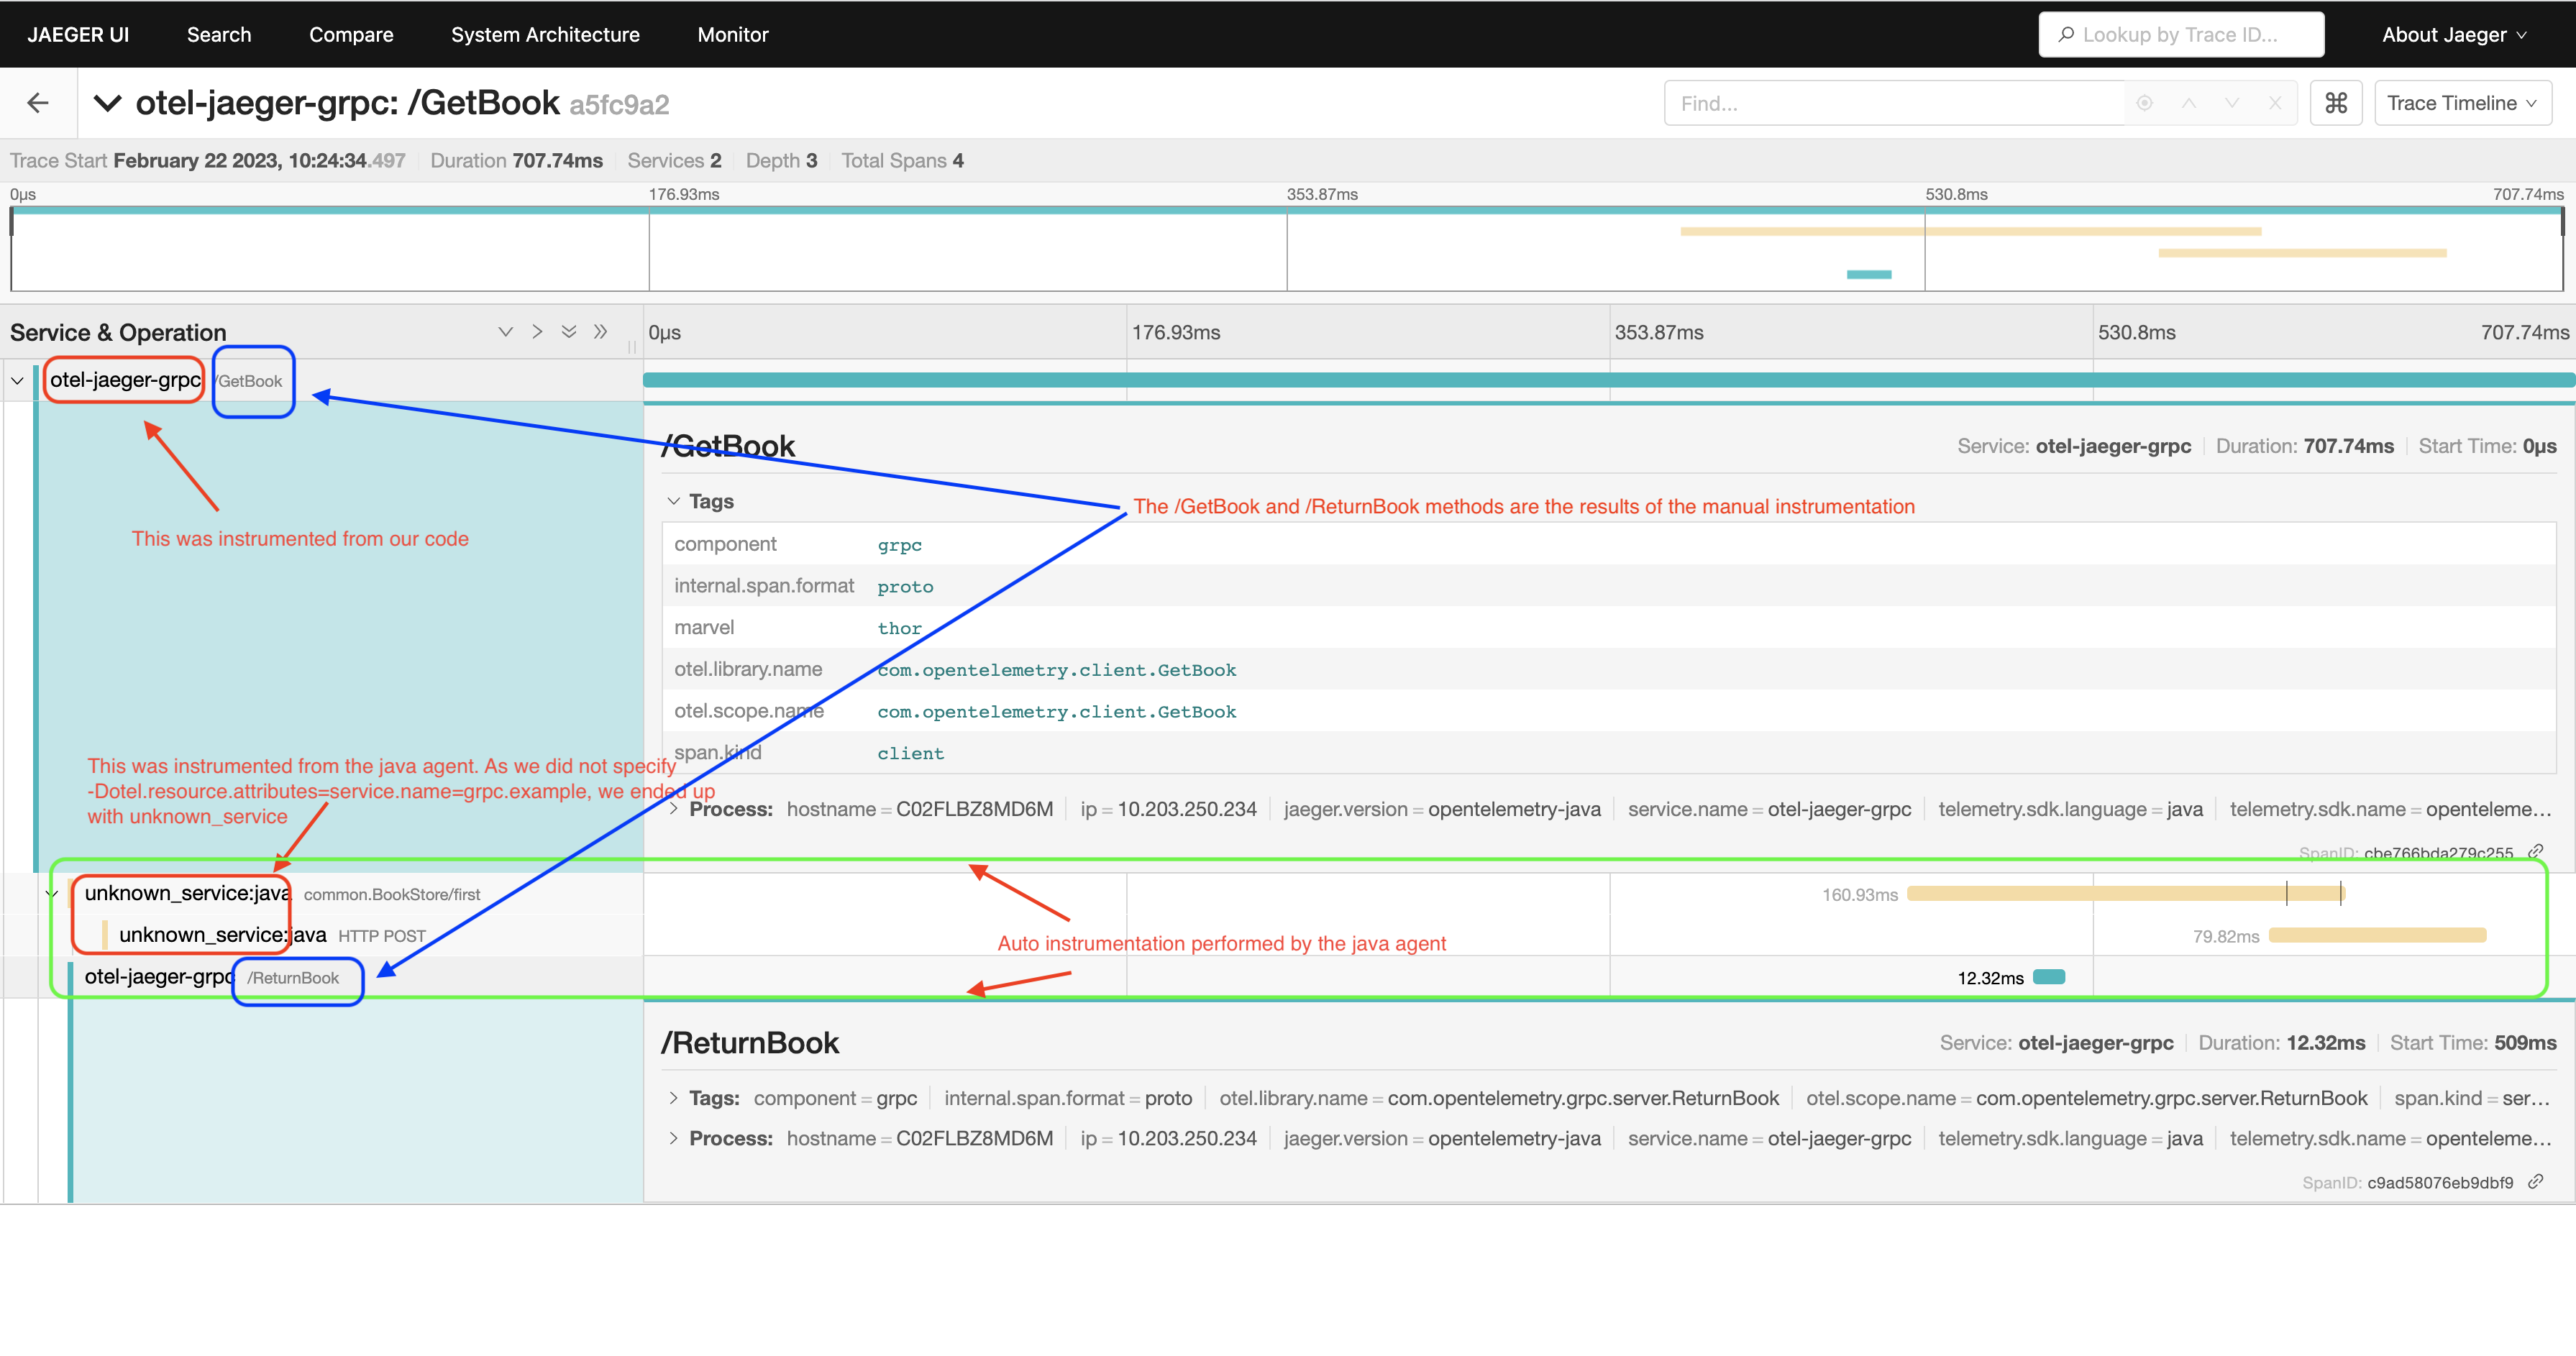 JAEGER UI Search Compare System Architecture Monitor Lookup by Trace ID... About Jaeger
otel-jaeger-grpc: /GetBook a5fc9a2 Find... Trace Timeline
Trace Start February 22 2023, 10:24:34.497 Duration 707.74ms Services 2 Depth 3 Total Spans 4
0μs 176.93ms 353.87ms 530.8ms 707.74ms
Service & Operation 0μs 176.93ms 353.87ms 530.8ms 707.74ms
otel-jaeger-grpc /GetBook
/GetBook Service: otel-jaeger-grpc Duration: 707.74ms Start Time: 0μs
Tags
The /GetBook and /ReturnBook methods are the results of the manual instrumentation
This was instrumented from our code
component grpc
internal.span.format proto
marvel thor
otel.library.name com.opentelemetry.client.GetBook
otel.scope.name com.opentelemetry.client.GetBook
span.kind client
This was instrumented from the java agent. As we did not specify
-Dotel.resource.attributes=service.name=grpc.example, we ended up
with unknown_service
Process: hostname = C02FLBZ8MD6M ip = 10.203.250.234 jaeger.version = opentelemetry-java service.name = otel-jaeger-grpc telemetry.sdk.language = java telemetry.sdk.name = openteleme...
SpanID: cbe766bda279c255
unknown_service:java common.BookStore/first 160.93ms
unknown_service:java HTTP POST 79.82ms
Auto instrumentation performed by the java agent
otel-jaeger-grpc /ReturnBook 12.32ms
/ReturnBook Service: otel-jaeger-grpc Duration: 12.32ms Start Time: 509ms
Tags: component = grpc internal.span.format = proto otel.library.name = com.opentelemetry.grpc.server.ReturnBook otel.scope.name = com.opentelemetry.grpc.server.ReturnBook span.kind = ser...
Process: hostname = C02FLBZ8MD6M ip = 10.203.250.234 jaeger.version = opentelemetry-java service.name = otel-jaeger-grpc telemetry.sdk.language = java telemetry.sdk.name = openteleme...
SpanID: c9ad58076eb9dbf9